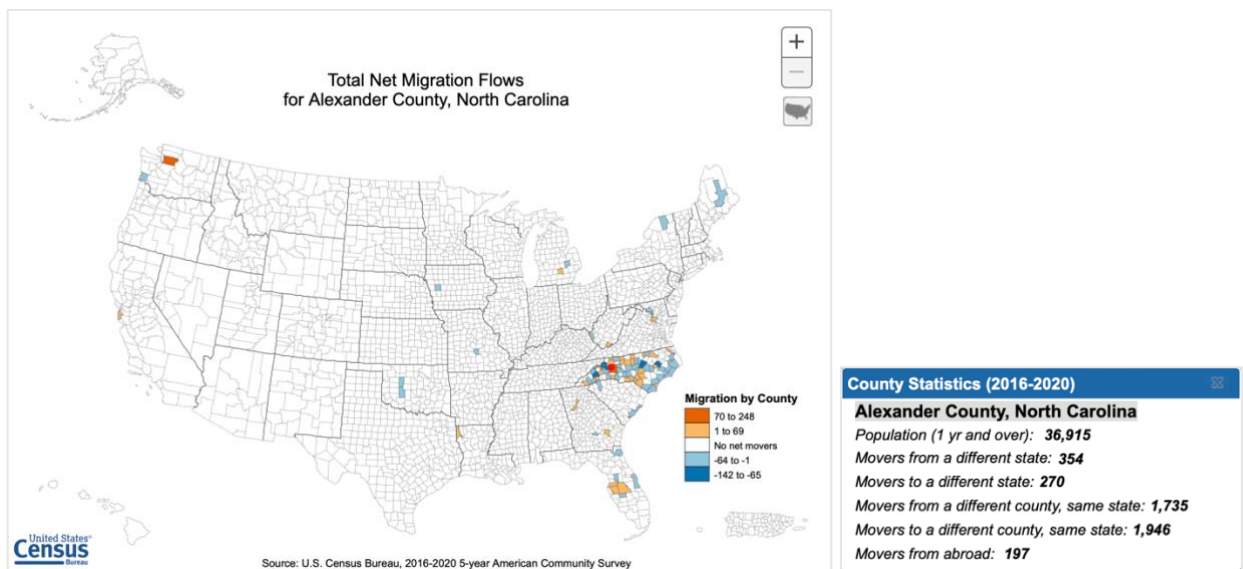 Total Net Migration Flows
for Alexander County, North Carolina
+
−
Migration by County
70 to 248
1 to 69
No net movers
-64 to -1
-142 to -65
United States®
Census
Bureau
Source: U.S. Census Bureau, 2016-2020 5-year American Community Survey
County Statistics (2016-2020)
Alexander County, North Carolina
Population (1 yr and over): 36,915
Movers from a different state: 354
Movers to a different state: 270
Movers from a different county, same state: 1,735
Movers to a different county, same state: 1,946
Movers from abroad: 197